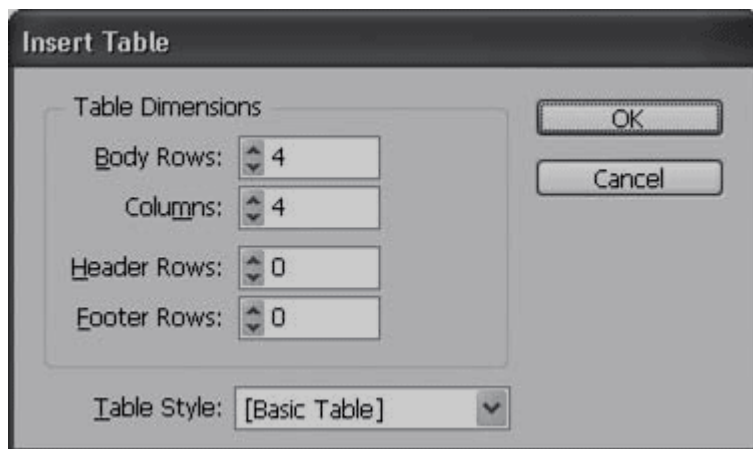 Insert Table
Table Dimensions
Body Rows: 4
Columns: 4
Header Rows: 0
Footer Rows: 0
Table Style: [Basic Table]
OK
Cancel